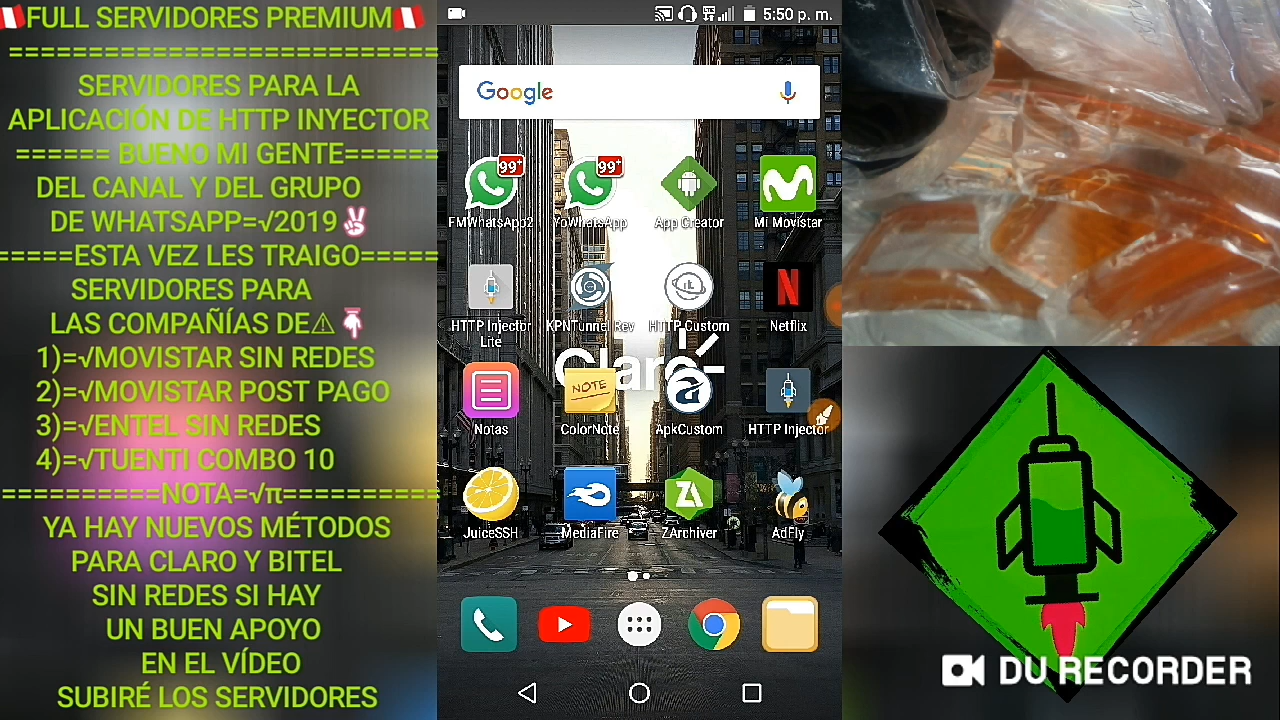 FULL SERVIDORES PREMIUM
==============================
SERVIDORES PARA LA
APLICACIÓN DE HTTP INYECTOR
====== BUENO MI GENTE======
DEL CANAL Y DEL GRUPO
DE WHATSAPP=√2019✌
=====ESTA VEZ LES TRAIGO=====
SERVIDORES PARA
LAS COMPAÑÍAS DE⚠👇
1)=√MOVISTAR SIN REDES
2)=√MOVISTAR POST PAGO
3)=√ENTEL SIN REDES
4)=√TUENTI COMBO 10
==========NOTA=√π==========
YA HAY NUEVOS MÉTODOS
PARA CLARO Y BITEL
SIN REDES SI HAY
UN BUEN APOYO
EN EL VÍDEO
SUBIRÉ LOS SERVIDORES
5:50 p. m.
Google
99+ 99+
FMWhatsApp2 YoWhatsApp App Creator Mi Movistar
HTTP Injector Lite KPNTunnel Rev HTTP Custom Netflix
Claro
NOTE
Notas ColorNote ApkCustom HTTP Injector
JuiceSSH MediaFire ZArchiver AdFly
DU RECORDER